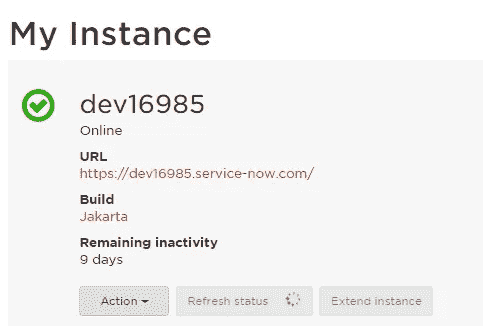 My Instance
dev16985
Online
URL
https://dev16985.service-now.com/
Build
Jakarta
Remaining inactivity
9 days
Action Refresh status Extend instance